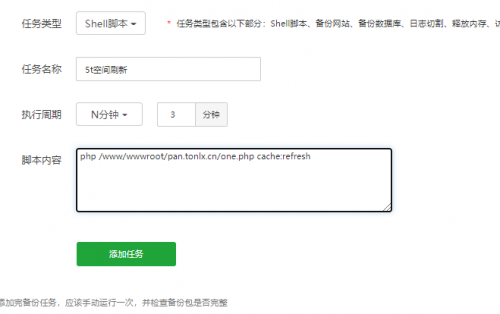 任务类型 Shell脚本 * 任务类型包含以下部分：Shell脚本、备份网站、备份数据库、日志切割、释放内存、访
任务名称 5t空间刷新
执行周期 N分钟 3 分钟
脚本内容 php /www/wwwroot/pan.tonlx.cn/one.php cache:refresh
添加任务
添加完备份任务，应该手动运行一次，并检查备份包是否完整